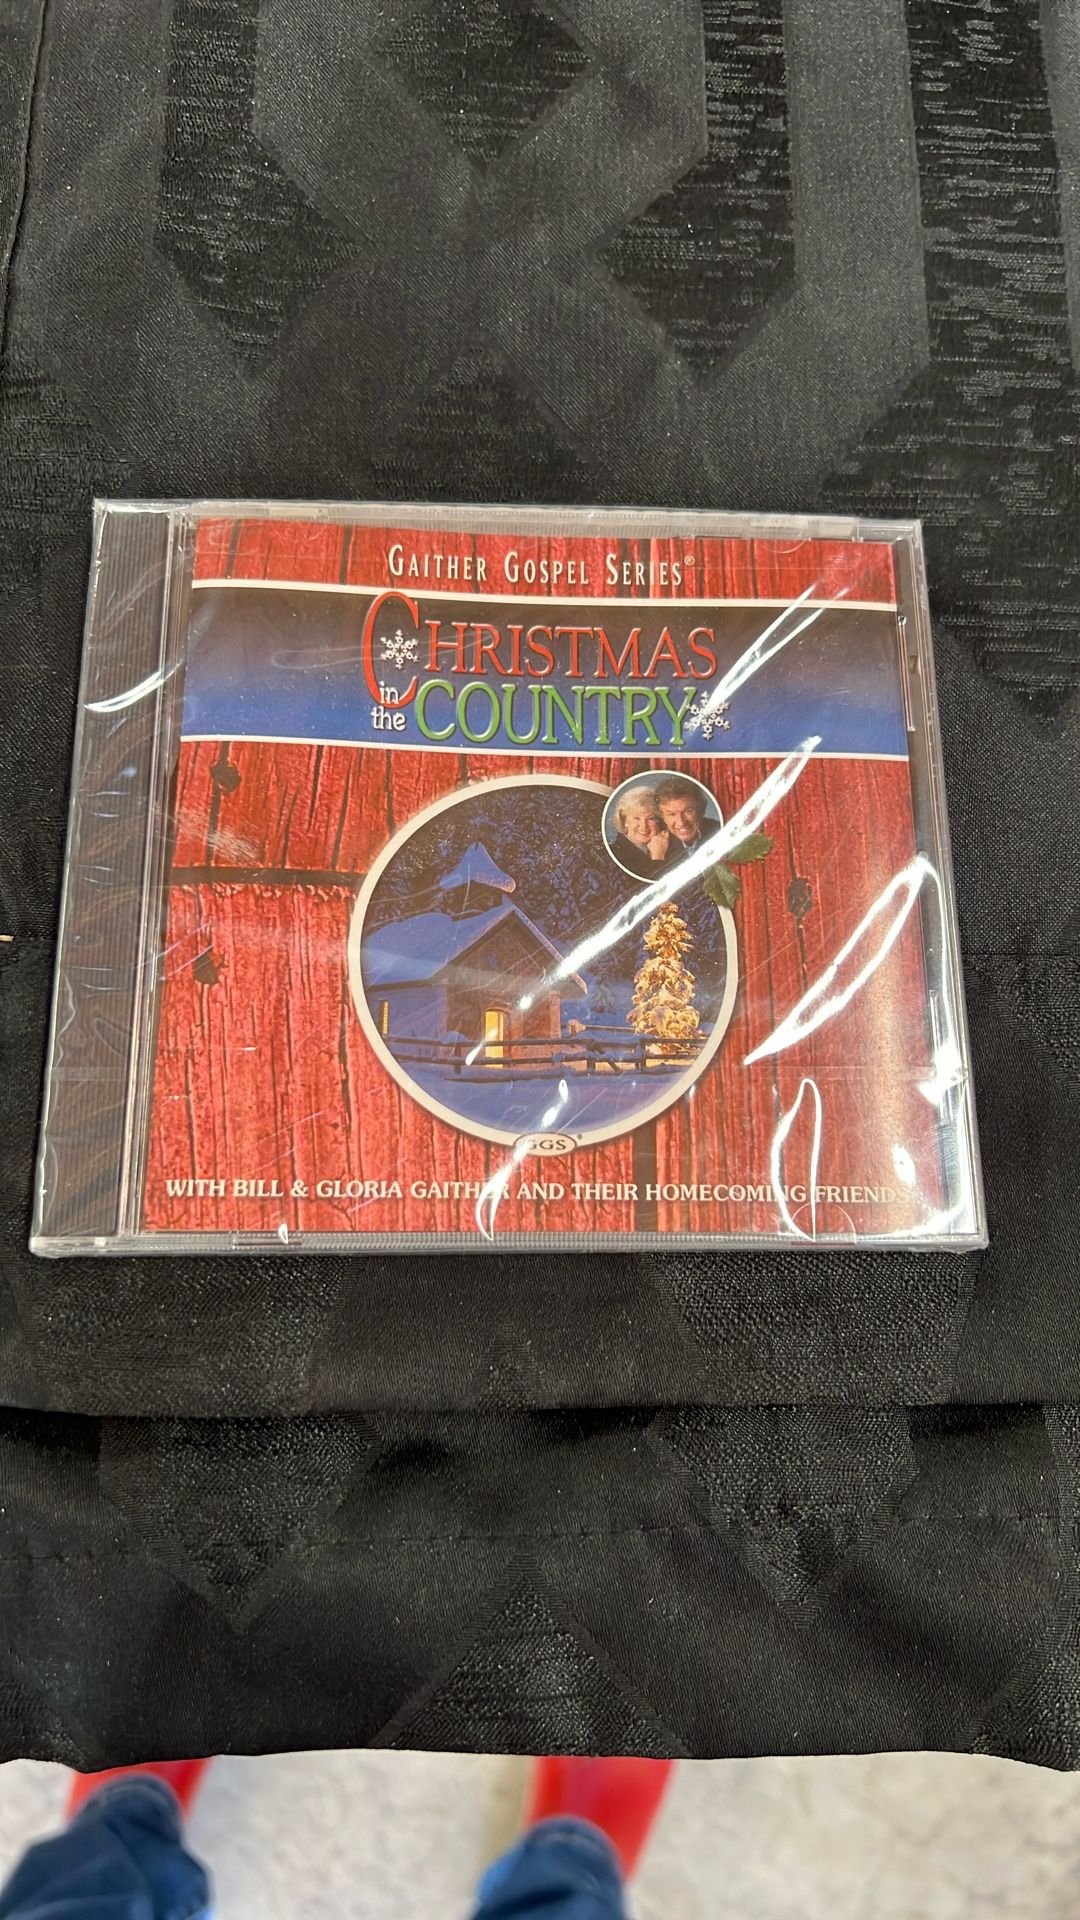 GAITHER GOSPEL SERIES®
CHRISTMAS
in the COUNTRY
GGS®
WITH BILL & GLORIA GAITHER AND THEIR HOMECOMING FRIENDS